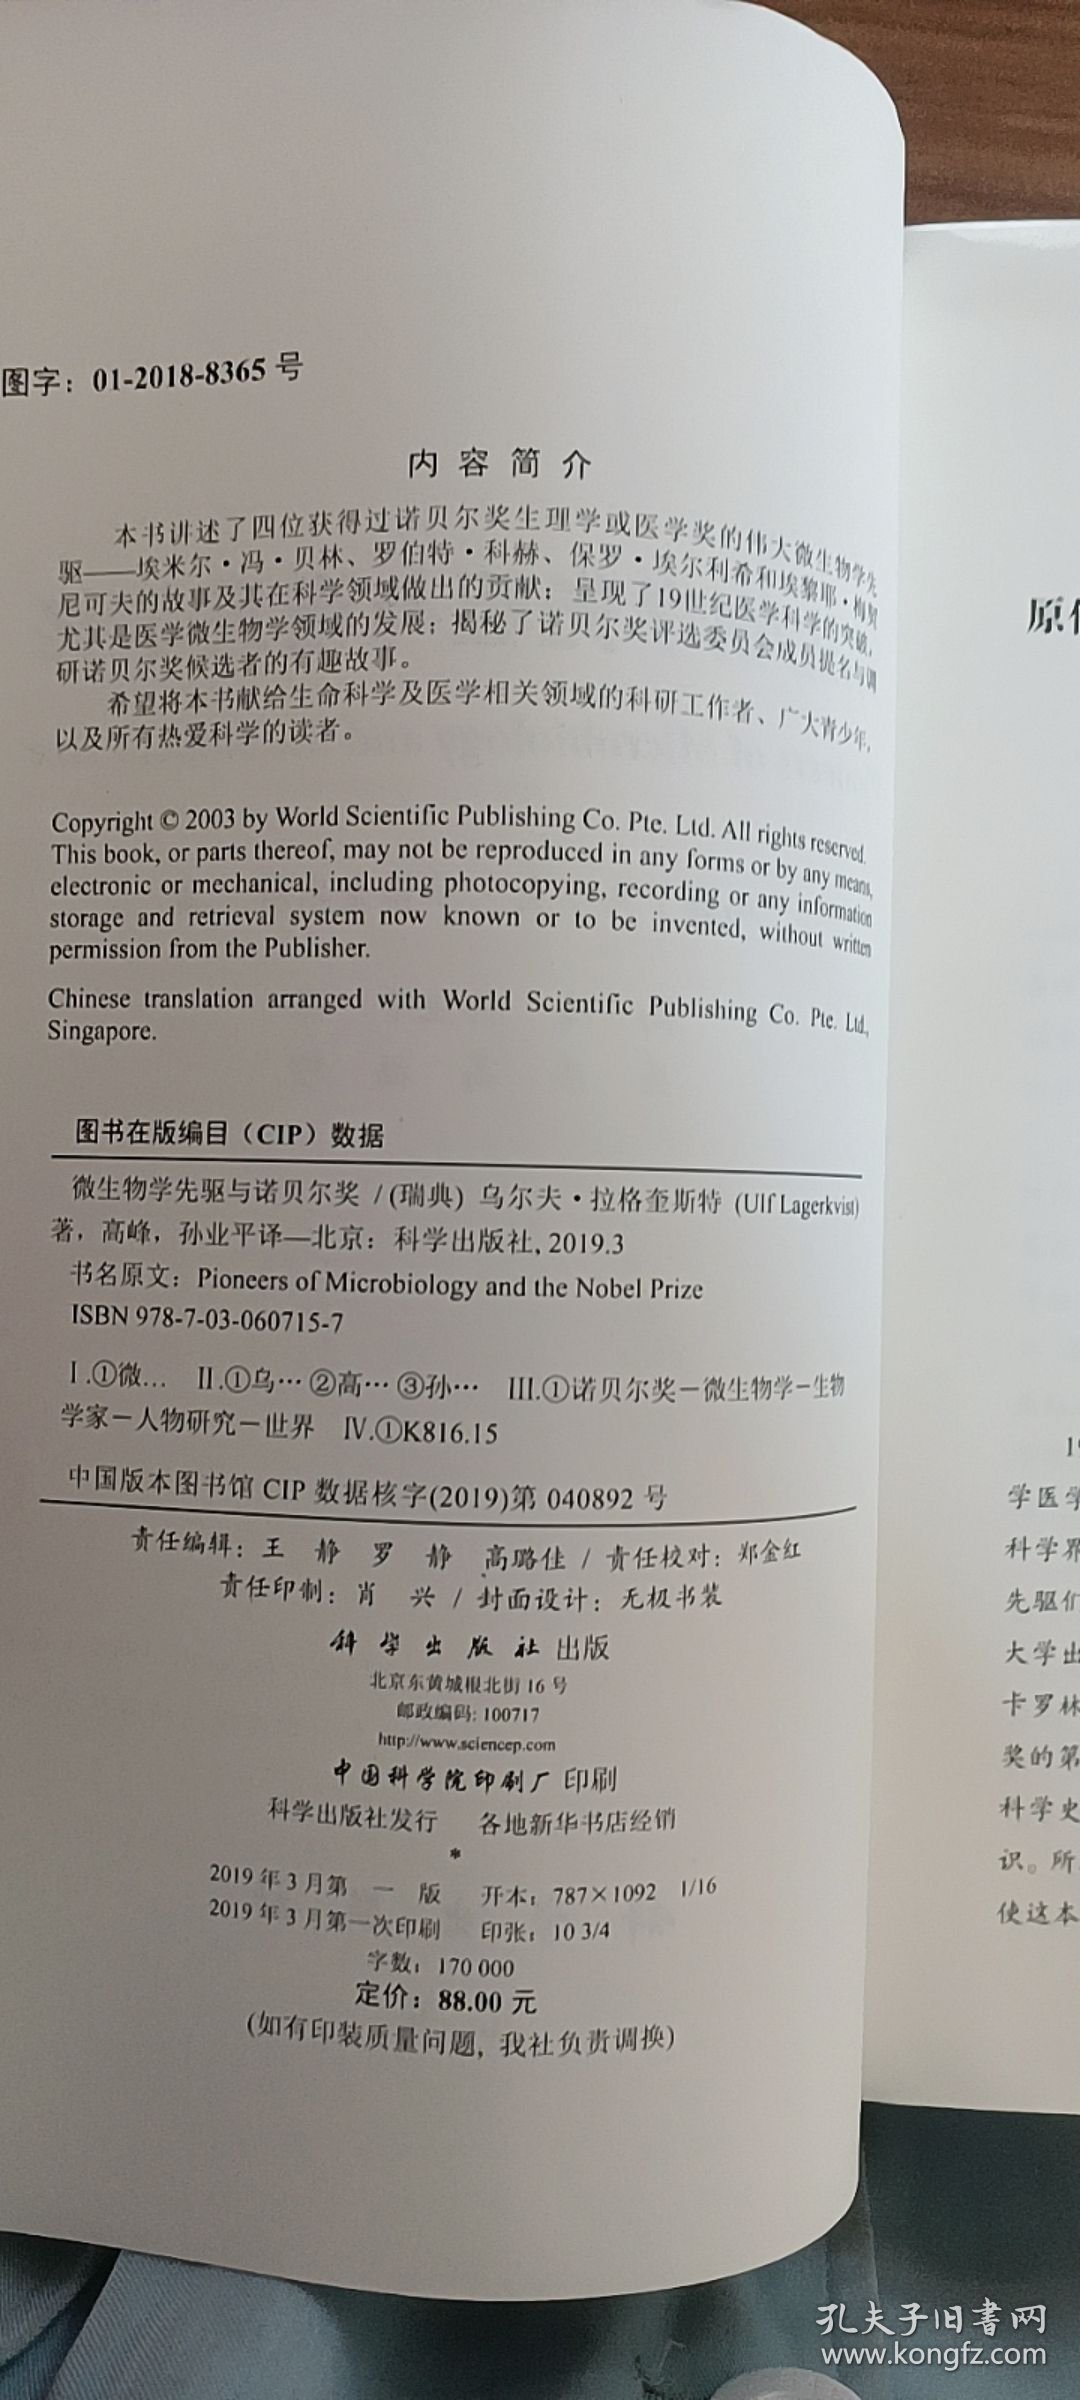 图字：01-2018-8365 号
内 容 简 介
本书讲述了四位获得过诺贝尔奖生理学或医学奖的伟大微生物学先
驱——埃米尔·冯·贝林、罗伯特·科赫、保罗·埃尔利希和埃黎耶·梅契
尼可夫的故事及其在科学领域做出的贡献；呈现了19世纪医学科学的突破，
尤其是医学微生物学领域的发展；揭秘了诺贝尔奖评选委员会成员提名与调
研诺贝尔奖候选者的有趣故事。
希望将本书献给生命科学及医学相关领域的科研工作者、广大青少年，
以及所有热爱科学的读者。
Copyright © 2003 by World Scientific Publishing Co. Pte. Ltd. All rights reserved.
This book, or parts thereof, may not be reproduced in any forms or by any means,
electronic or mechanical, including photocopying, recording or any information
storage and retrieval system now known or to be invented, without written
permission from the Publisher.
Chinese translation arranged with World Scientific Publishing Co. Pte. Ltd.,
Singapore.
图书在版编目（CIP）数据
微生物学先驱与诺贝尔奖 / (瑞典) 乌尔夫·拉格奎斯特 (Ulf Lagerkvist)
著，高峰，孙业平译—北京：科学出版社, 2019.3
书名原文：Pioneers of Microbiology and the Nobel Prize
ISBN 978-7-03-060715-7
Ⅰ.①微… Ⅱ.①乌… ②高… ③孙… Ⅲ.①诺贝尔奖－微生物学－生物
学家－人物研究－世界 Ⅳ.①K816.15
中国版本图书馆 CIP 数据核字(2019)第 040892 号
责任编辑：王 静 罗 静 高璐佳 / 责任校对：郑金红
责任印制：肖 兴 / 封面设计：无极书装
科学出版社 出版
北京东黄城根北街 16 号
邮政编码: 100717
http://www.sciencep.com
中国科学院印刷厂 印刷
科学出版社发行 各地新华书店经销
*
2019 年 3 月第 一 版 开本：787×1092 1/16
2019 年 3 月第一次印刷 印张：10 3/4
字数：170 000
定价：88.00 元
(如有印装质量问题, 我社负责调换)
原
19
学医学
科学界
先驱们
大学出
卡罗林
奖的第
科学史
识。所
使这本
孔夫子旧書网
www.kongfz.com